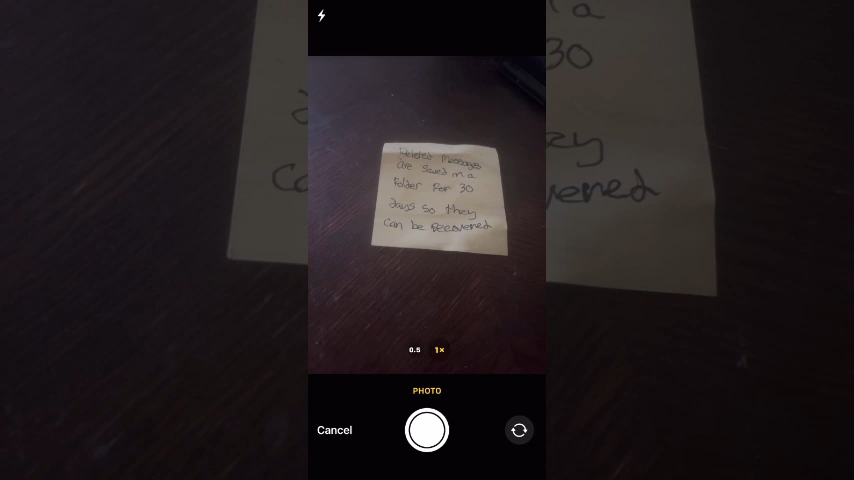 Deleted Messages
are saved in a
folder for 30
days so they
can be recovered
0.5
1×
PHOTO
Cancel